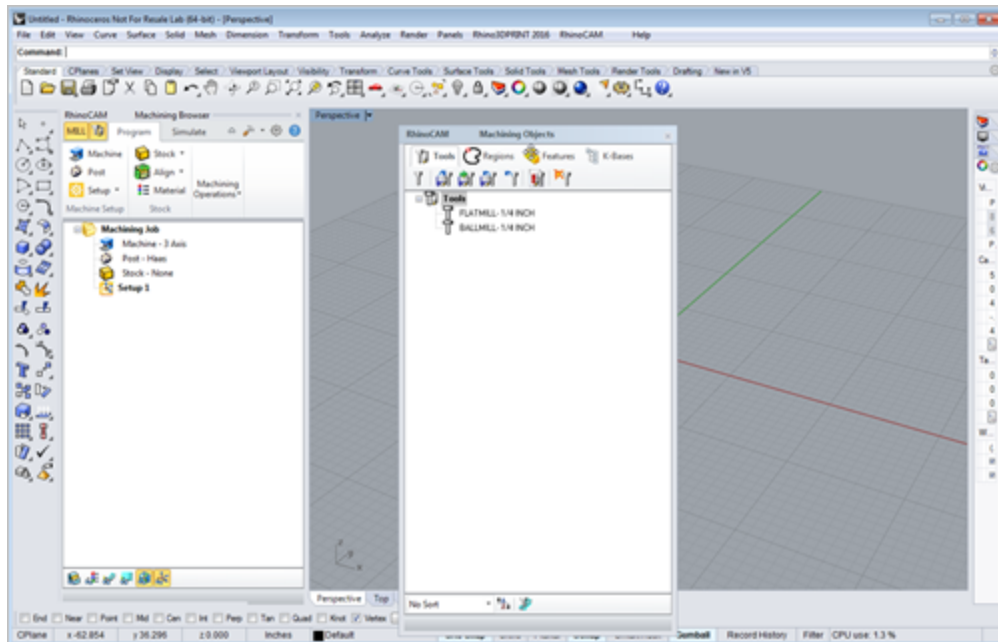 Untitled - Rhinoceros Not For Resale Lab (64-bit) - [Perspective]
File Edit View Curve Surface Solid Mesh Dimension Transform Tools Analyze Render Panels Rhino3DPRINT 2016 RhinoCAM Help
Command:
Standard CPlanes Set View Display Select Viewport Layout Visibility Transform Curve Tools Surface Tools Solid Tools Mesh Tools Render Tools Drafting New in V5
RhinoCAM Machining Browser
MILL Program Simulate
Machine Stock
Post Align
Setup Material
Machining Operations
Machine Setup Stock
Machining Job
Machine - 3 Axis
Post - Haas
Stock - None
Setup 1
Perspective
RhinoCAM Machining Objects
Tools Regions Features K-Bases
Tools
FLATMILL-1/4 INCH
BALLMILL-1/4 INCH
No Sort
z
y
x
Perspective Top
End Near Point Mid Cen Int Perp Tan Quad Knot Vertex
CPlane x -62.854 y 36.296 z 0.000 Inches Default
Gumball Record History Filter CPU use: 1.3 %